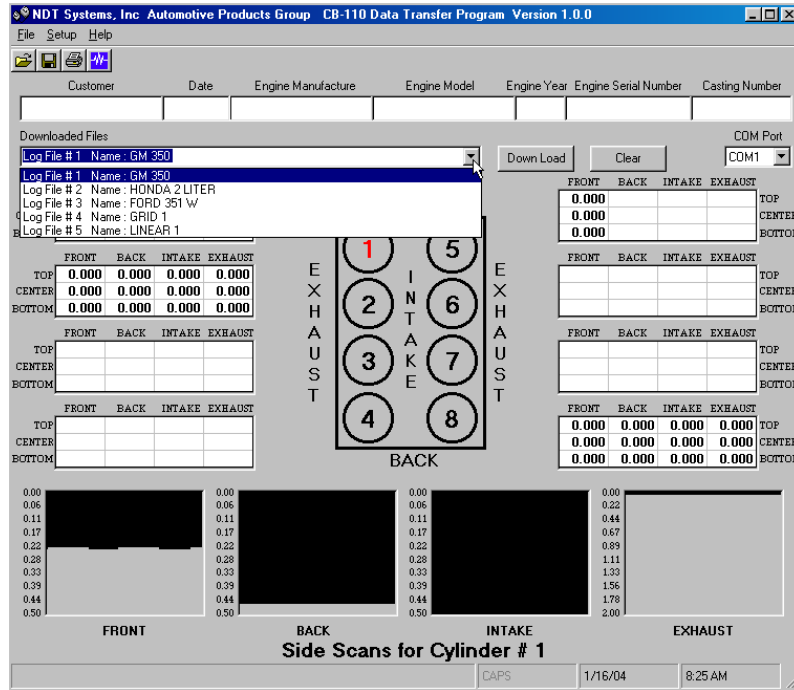 NDT Systems, Inc Automotive Products Group CB-110 Data Transfer Program Version 1.0.0
File Setup Help
Customer Date Engine Manufacture Engine Model Engine Year Engine Serial Number Casting Number
Downloaded Files COM Port
Log File # 1 Name : GM 350 Down Load Clear COM1
Log File # 1 Name : GM 350
Log File # 2 Name : HONDA 2 LITER
Log File # 3 Name : FORD 351 W
Log File # 4 Name : GRID 1
Log File # 5 Name : LINEAR 1
FRONT BACK INTAKE EXHAUST
0.000 TOP
0.000
0.000
1 5
EXHAUST INTAKE EXHAUST
FRONT BACK INTAKE EXHAUST FRONT BACK INTAKE EXHAUST
TOP 0.000 0.000 0.000 0.000 TOP
CENTER 0.000 0.000 0.000 0.000
BOTTOM 0.000 0.000 0.000 0.000
2 6
FRONT BACK INTAKE EXHAUST FRONT BACK INTAKE EXHAUST
TOP TOP
CENTER
BOTTOM
3 7
FRONT BACK INTAKE EXHAUST FRONT BACK INTAKE EXHAUST
TOP 0.000 0.000 0.000 0.000 TOP
CENTER 0.000 0.000 0.000 0.000
BOTTOM 0.000 0.000 0.000 0.000
4 8
BACK
0.00 0.00 0.00 0.00
0.06 0.06 0.06 0.22
0.11 0.11 0.11 0.44
0.17 0.17 0.17 0.67
0.22 0.22 0.22 0.89
0.28 0.28 0.28 1.11
0.33 0.33 0.33 1.33
0.39 0.39 0.39 1.56
0.44 0.44 0.44 1.78
0.50 0.50 0.50 2.00
FRONT BACK INTAKE EXHAUST
Side Scans for Cylinder # 1
CAPS 1/16/04 8:25 AM